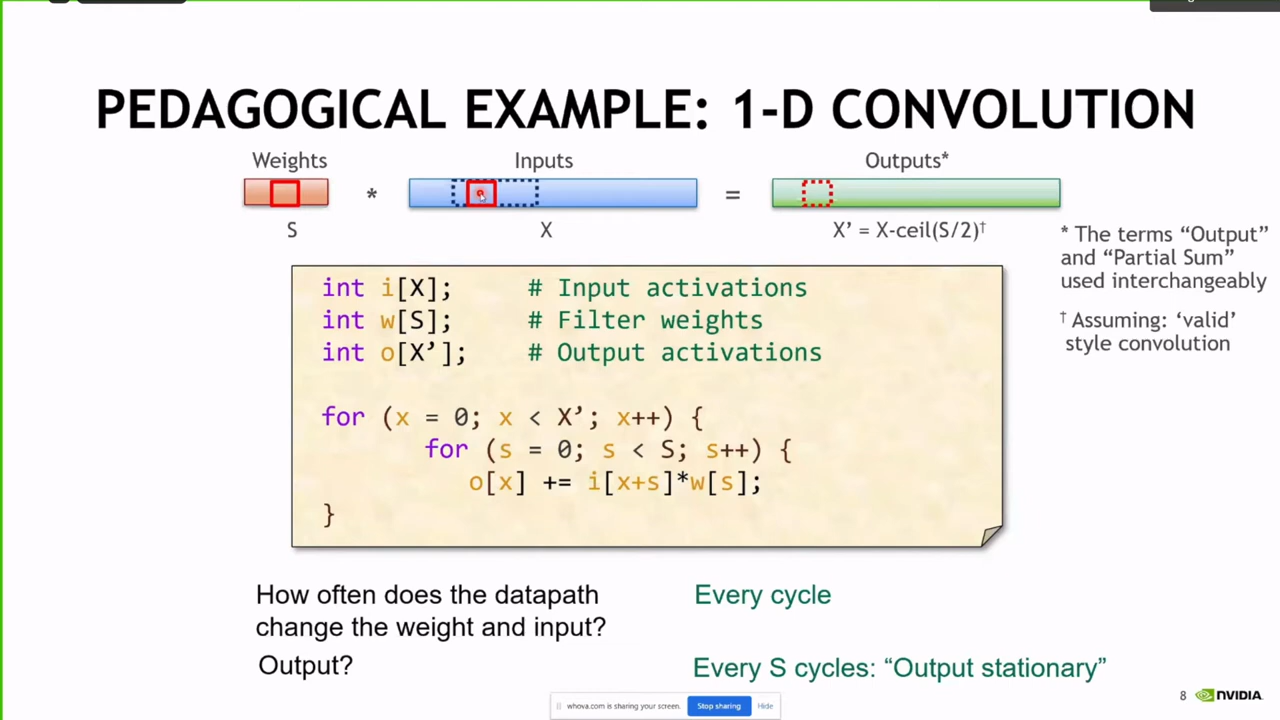 PEDAGOGICAL EXAMPLE: 1-D CONVOLUTION
Weights
Inputs
Outputs*
*
=
S
X
X' = X-ceil(S/2)†
* The terms “Output”
and “Partial Sum”
used interchangeably
† Assuming: ‘valid’
style convolution
int i[X]; # Input activations
int w[S]; # Filter weights
int o[X’]; # Output activations
for (x = 0; x < X’; x++) {
for (s = 0; s < S; s++) {
o[x] += i[x+s]*w[s];
}
How often does the datapath
change the weight and input?
Every cycle
Output?
Every S cycles: “Output stationary”
whova.com is sharing your screen.
Stop sharing
Hide
8
NVIDIA